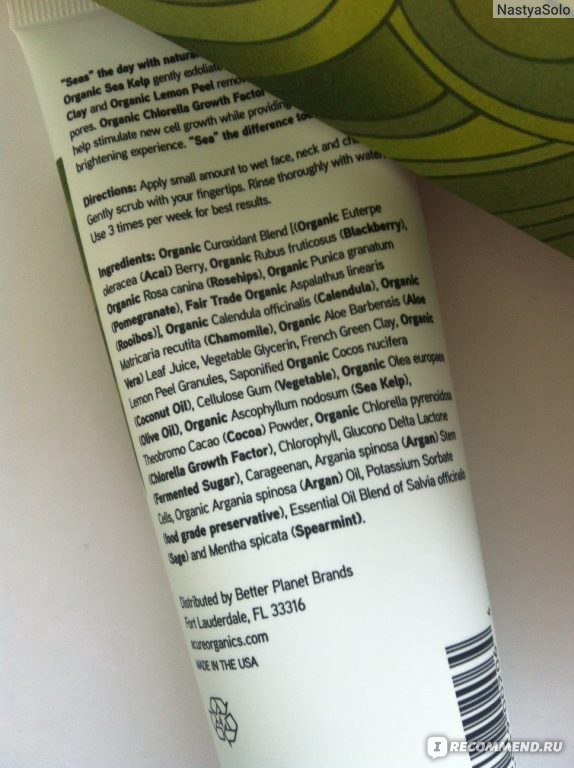 NastyaSolo
"Seas" the day with natura
Organic Sea Kelp gently exfoliat
Clay and Organic Lemon Peel remov
pores. Organic Chlorella Growth Factor
help stimulate new cell growth while providing
brightening experience. "Sea" the difference
Directions: Apply small amount to wet face, neck and
Gently scrub with your fingertips. Rinse thoroughly with water.
Use 3 times per week for best results.
Ingredients: Organic Curoxidant Blend [(Organic Euterpe
oleracea (Acai) Berry, Organic Rubus fruticosus (Blackberry),
Organic Rosa canina (Rosehips), Organic Punica granatum
(Pomegranate), Fair Trade Organic Aspalathus linearis
(Rooibos)], Organic Calendula officinalis (Calendula), Organic
Matricaria recutita (Chamomile), Organic Aloe Barbensis (Aloe
Vera) Leaf Juice, Vegetable Glycerin, French Green Clay, Organic
Lemon Peel Granules, Saponified Organic Cocos nucifera
(Coconut Oil), Cellulose Gum (Vegetable), Organic Olea europaea
(Olive Oil), Organic Ascophyllum nodosum (Sea Kelp),
Theobromo Cacao (Cocoa) Powder, Organic Chlorella pyrenoidosa
(Chlorella Growth Factor), Chlorophyll, Glucono Delta Lactone
(Fermented Sugar), Carageenan, Argania spinosa (Argan) Stem
Cells, Organic Argania spinosa (Argan) Oil, Potassium Sorbate
(food grade preservative), Essential Oil Blend of Salvia officinalis
(Sage) and Mentha spicata (Spearmint).
Distributed by Better Planet Brands
Fort Lauderdale, FL 33316
acureorganics.com
MADE IN THE USA
IRECOMMEND.RU